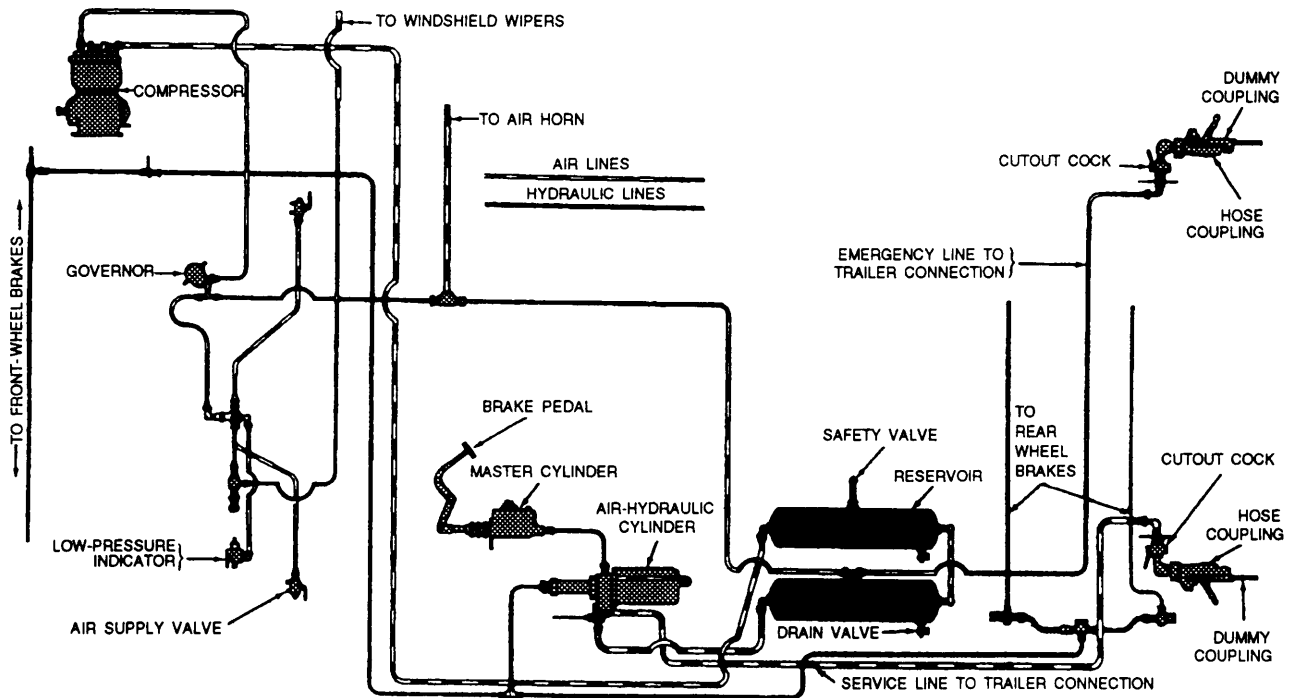 TO WINDSHIELD WIPERS
COMPRESSOR
TO AIR HORN
AIR LINES
HYDRAULIC LINES
DUMMY
COUPLING
CUTOUT COCK
HOSE
COUPLING
GOVERNOR
EMERGENCY LINE TO
TRAILER CONNECTION
TO FRONT-WHEEL BRAKES
BRAKE PEDAL
MASTER CYLINDER
AIR-HYDRAULIC
CYLINDER
SAFETY VALVE
RESERVOIR
TO
REAR
WHEEL
BRAKES
CUTOUT COCK
HOSE
COUPLING
LOW-PRESSURE
INDICATOR
AIR SUPPLY VALVE
DRAIN VALVE
DUMMY
COUPLING
SERVICE LINE TO TRAILER CONNECTION